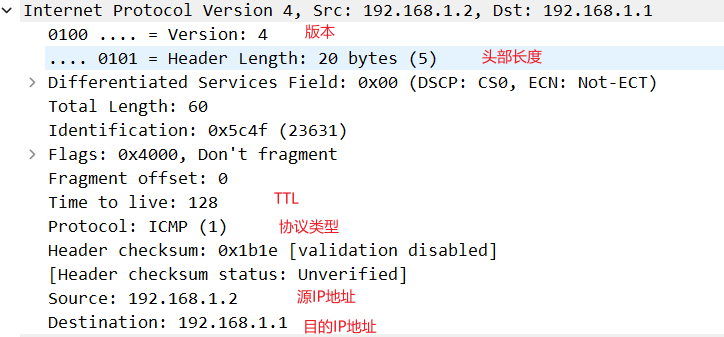 Internet Protocol Version 4, Src: 192.168.1.2, Dst: 192.168.1.1
0100 .... = Version: 4 版本
.... 0101 = Header Length: 20 bytes (5) 头部长度
Differentiated Services Field: 0x00 (DSCP: CS0, ECN: Not-ECT)
Total Length: 60
Identification: 0x5c4f (23631)
Flags: 0x4000, Don't fragment
Fragment offset: 0
Time to live: 128 TTL
Protocol: ICMP (1) 协议类型
Header checksum: 0x1b1e [validation disabled]
[Header checksum status: Unverified]
Source: 192.168.1.2 源IP地址
Destination: 192.168.1.1 目的IP地址